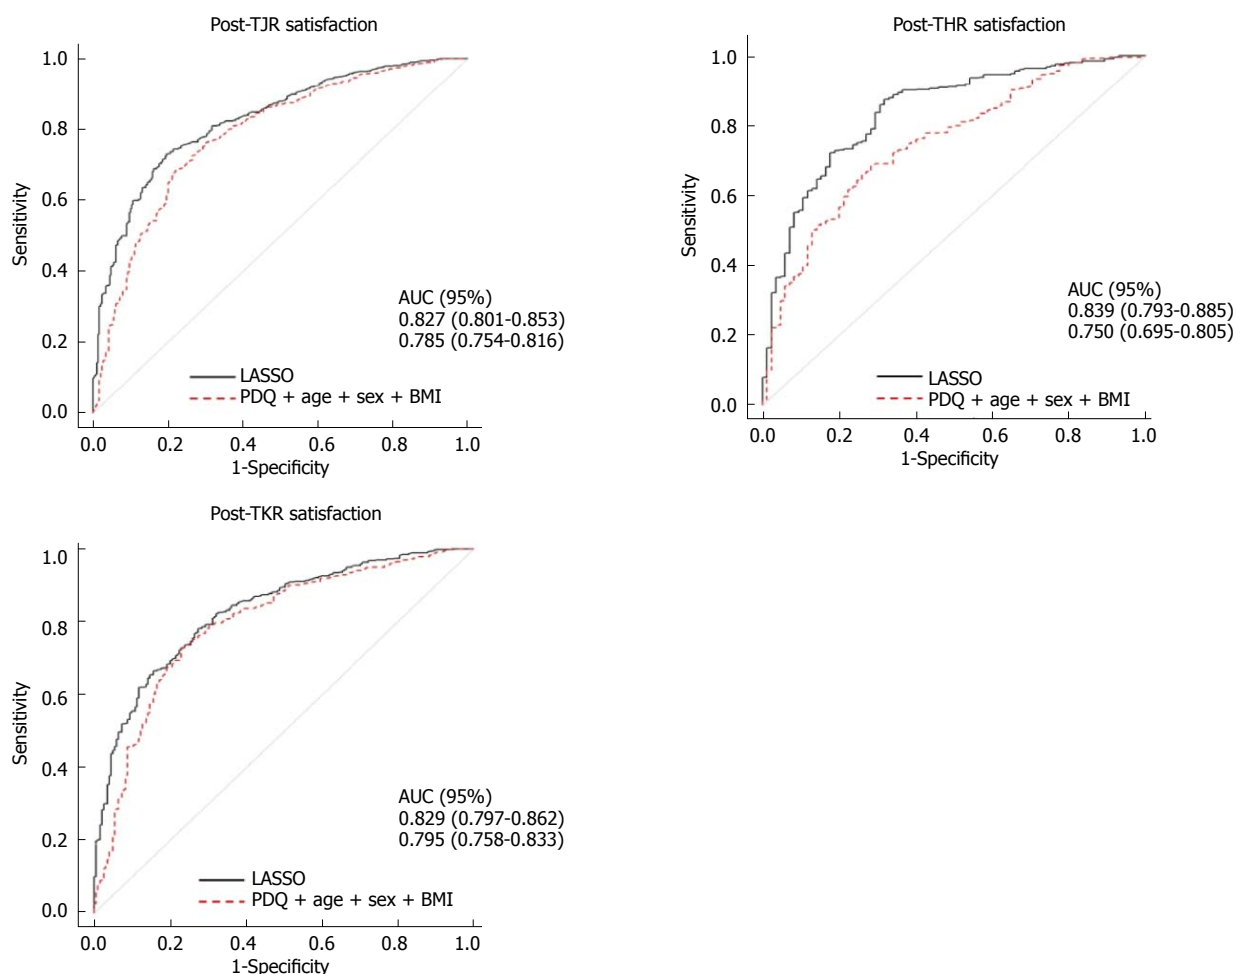 Post-TJR satisfaction
1.0
0.8
0.6
0.4
0.2
0.0
Sensitivity
AUC (95%)
0.827 (0.801-0.853)
0.785 (0.754-0.816)
LASSO
PDQ + age + sex + BMI
0.0 0.2 0.4 0.6 0.8 1.0
1-Specificity
Post-THR satisfaction
1.0
0.8
0.6
0.4
0.2
0.0
Sensitivity
AUC (95%)
0.839 (0.793-0.885)
0.750 (0.695-0.805)
LASSO
PDQ + age + sex + BMI
0.0 0.2 0.4 0.6 0.8 1.0
1-Specificity
Post-TKR satisfaction
1.0
0.8
0.6
0.4
0.2
0.0
Sensitivity
AUC (95%)
0.829 (0.797-0.862)
0.795 (0.758-0.833)
LASSO
PDQ + age + sex + BMI
0.0 0.2 0.4 0.6 0.8 1.0
1-Specificity